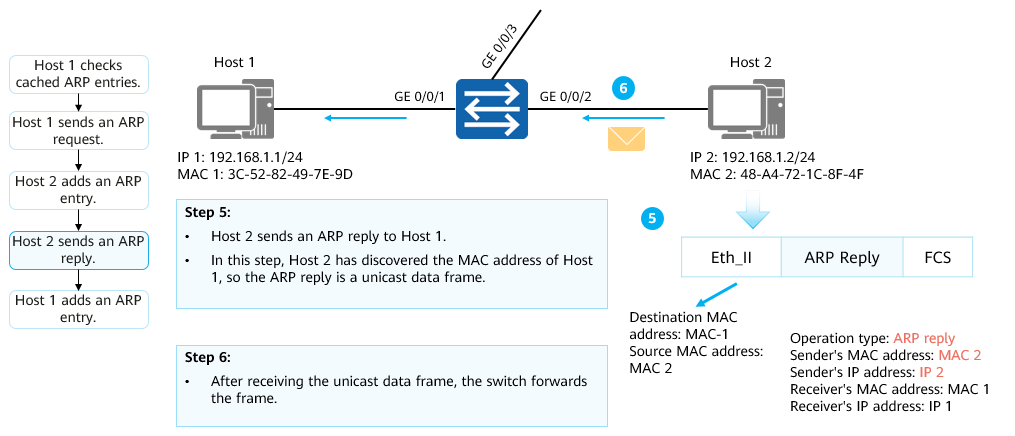 Host 1 checks
cached ARP entries.
Host 1 sends an ARP
request.
Host 2 adds an ARP
entry.
Host 2 sends an ARP
reply.
Host 1 adds an ARP
entry.
GE 0/0/3
Host 1
Host 2
GE 0/0/1
GE 0/0/2
6
IP 1: 192.168.1.1/24
MAC 1: 3C-52-82-49-7E-9D
IP 2: 192.168.1.2/24
MAC 2: 48-A4-72-1C-8F-4F
Step 5:
• Host 2 sends an ARP reply to Host 1.
• In this step, Host 2 has discovered the MAC address of Host
1, so the ARP reply is a unicast data frame.
5
Eth_II
ARP Reply
FCS
Destination MAC
address: MAC-1
Source MAC address:
MAC 2
Operation type: ARP reply
Sender's MAC address: MAC 2
Sender's IP address: IP 2
Receiver's MAC address: MAC 1
Receiver's IP address: IP 1
Step 6:
• After receiving the unicast data frame, the switch forwards
the frame.